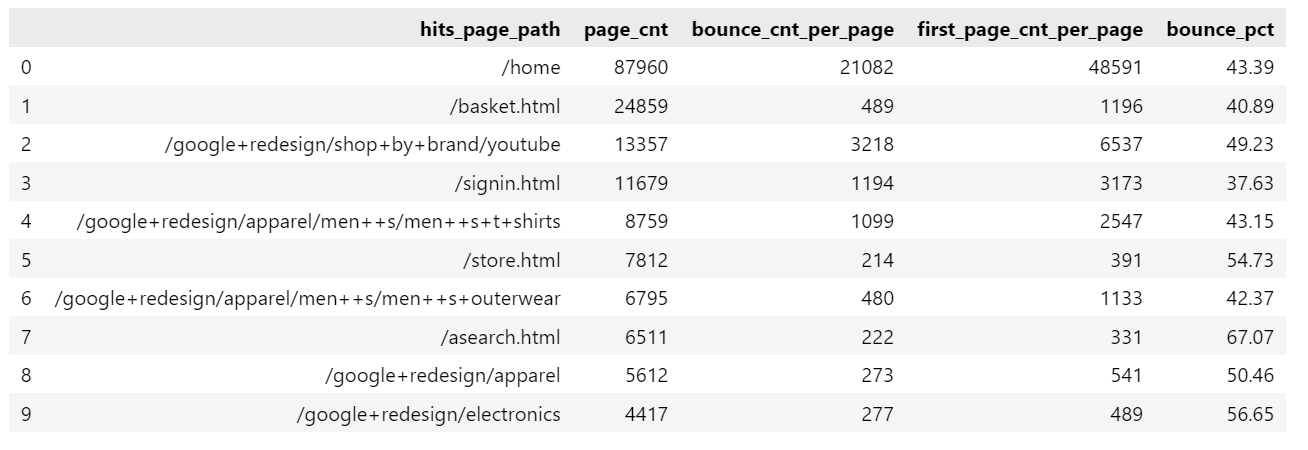 hits_page_path page_cnt bounce_cnt_per_page first_page_cnt_per_page bounce_pct
0 /home 87960 21082 48591 43.39
1 /basket.html 24859 489 1196 40.89
2 /google+redesign/shop+by+brand/youtube 13357 3218 6537 49.23
3 /signin.html 11679 1194 3173 37.63
4 /google+redesign/apparel/men++s/men++s+t+shirts 8759 1099 2547 43.15
5 /store.html 7812 214 391 54.73
6 /google+redesign/apparel/men++s/men++s+outerwear 6795 480 1133 42.37
7 /asearch.html 6511 222 331 67.07
8 /google+redesign/apparel 5612 273 541 50.46
9 /google+redesign/electronics 4417 277 489 56.65